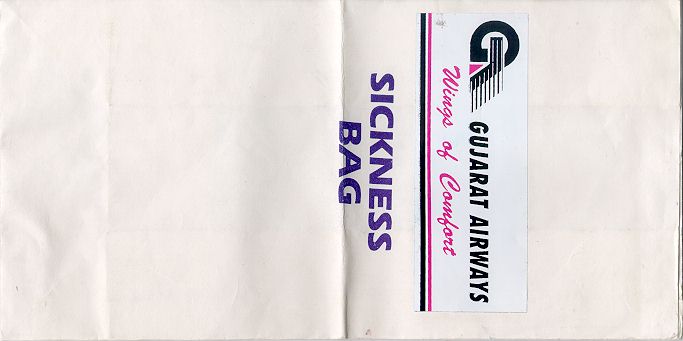 GUJARAT AIRWAYS
Wings of Comfort
SICKNESS
BAG